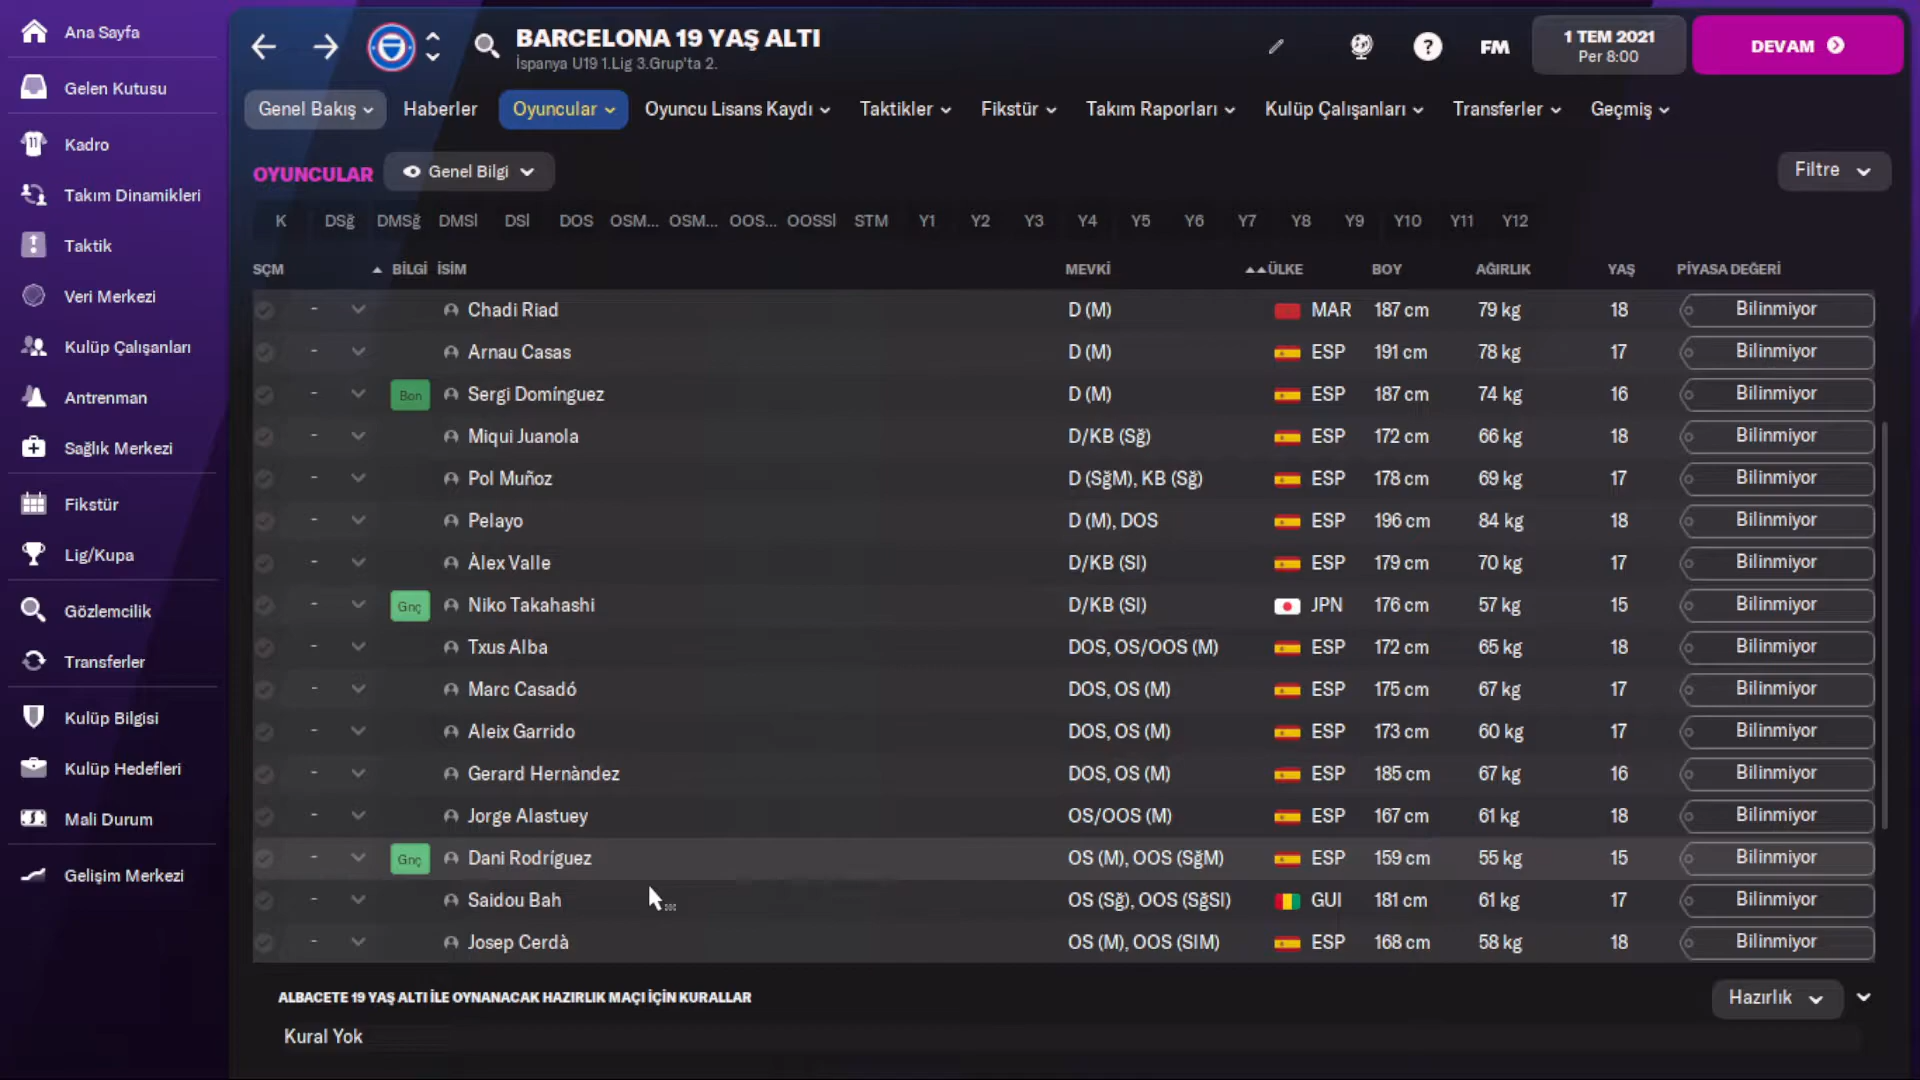 Ana Sayfa
Gelen Kutusu
Kadro
Takım Dinamikleri
Taktik
Veri Merkezi
Kulüp Çalışanları
Antrenman
Sağlık Merkezi
Fikstür
Lig/Kupa
Gözlemcilik
Transferler
Kulüp Bilgisi
Kulüp Hedefleri
Mali Durum
Gelişim Merkezi
BARCELONA 19 YAŞ ALTI
İspanya U19 1.Lig 3.Grup'ta 2.
FM
1 TEM 2021
Per 8:00
DEVAM
Genel Bakış Haberler Oyuncular Oyuncu Lisans Kaydı Taktikler Fikstür Takım Raporları Kulüp Çalışanları Transferler Geçmiş
OYUNCULAR Genel Bilgi Filtre
K DSğ DMSğ DMSl DSl DOS OSM... OSM... OOS... OOSSl STM Y1 Y2 Y3 Y4 Y5 Y6 Y7 Y8 Y9 Y10 Y11 Y12
SÇM BİLGİ İSİM MEVKİ ÜLKE BOY AĞIRLIK YAŞ PİYASA DEĞERİ
- Chadi Riad D (M) MAR 187 cm 79 kg 18 Bilinmiyor
- Arnau Casas D (M) ESP 191 cm 78 kg 17 Bilinmiyor
- Bon Sergi Domínguez D (M) ESP 187 cm 74 kg 16 Bilinmiyor
- Miqui Juanola D/KB (Sğ) ESP 172 cm 66 kg 18 Bilinmiyor
- Pol Muñoz D (SğM), KB (Sğ) ESP 178 cm 69 kg 17 Bilinmiyor
- Pelayo D (M), DOS ESP 196 cm 84 kg 18 Bilinmiyor
- Àlex Valle D/KB (Sl) ESP 179 cm 70 kg 17 Bilinmiyor
- Gnç Niko Takahashi D/KB (Sl) JPN 176 cm 57 kg 15 Bilinmiyor
- Txus Alba DOS, OS/OOS (M) ESP 172 cm 65 kg 18 Bilinmiyor
- Marc Casadó DOS, OS (M) ESP 175 cm 67 kg 17 Bilinmiyor
- Aleix Garrido DOS, OS (M) ESP 173 cm 60 kg 17 Bilinmiyor
- Gerard Hernàndez DOS, OS (M) ESP 185 cm 67 kg 16 Bilinmiyor
- Jorge Alastuey OS/OOS (M) ESP 167 cm 61 kg 18 Bilinmiyor
- Gnç Dani Rodríguez OS (M), OOS (SğM) ESP 159 cm 55 kg 15 Bilinmiyor
- Saidou Bah OS (Sğ), OOS (SğSl) GUI 181 cm 61 kg 17 Bilinmiyor
- Josep Cerdà OS (M), OOS (SlM) ESP 168 cm 58 kg 18 Bilinmiyor
ALBACETE 19 YAŞ ALTI İLE OYNANACAK HAZIRLIK MAÇI İÇİN KURALLAR Hazırlık
Kural Yok